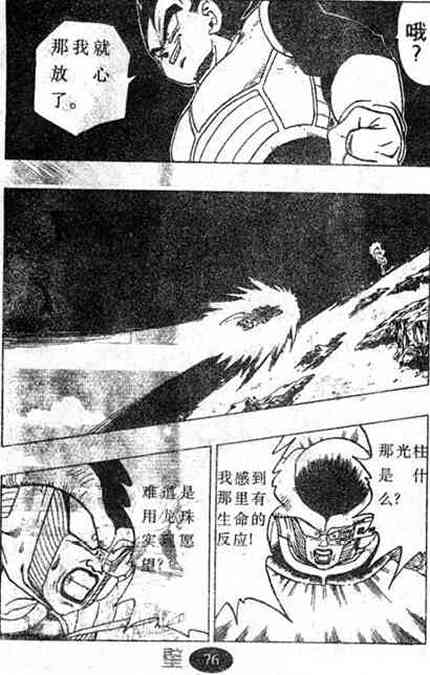 哦?
那我就
放心
了。
那光柱
是什
么?
我感到
那里有
生命的
反应!
难道是
用龙珠
实现愿
望?
76